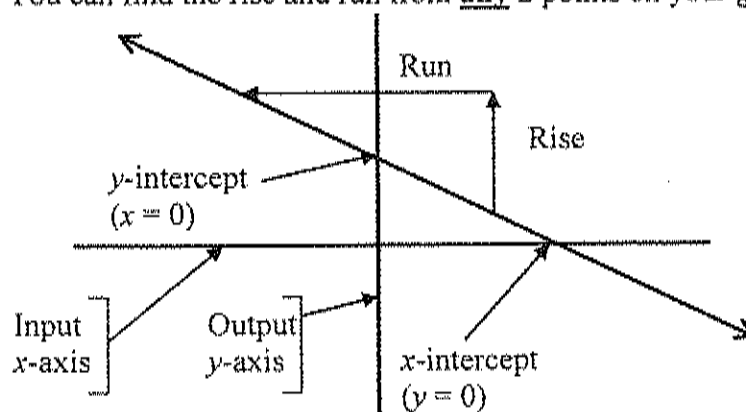 You can find the rise and run from any 2 points on your
Run
Rise
y-intercept
(x = 0)
Input
x-axis
Output
y-axis
x-intercept
(y = 0)